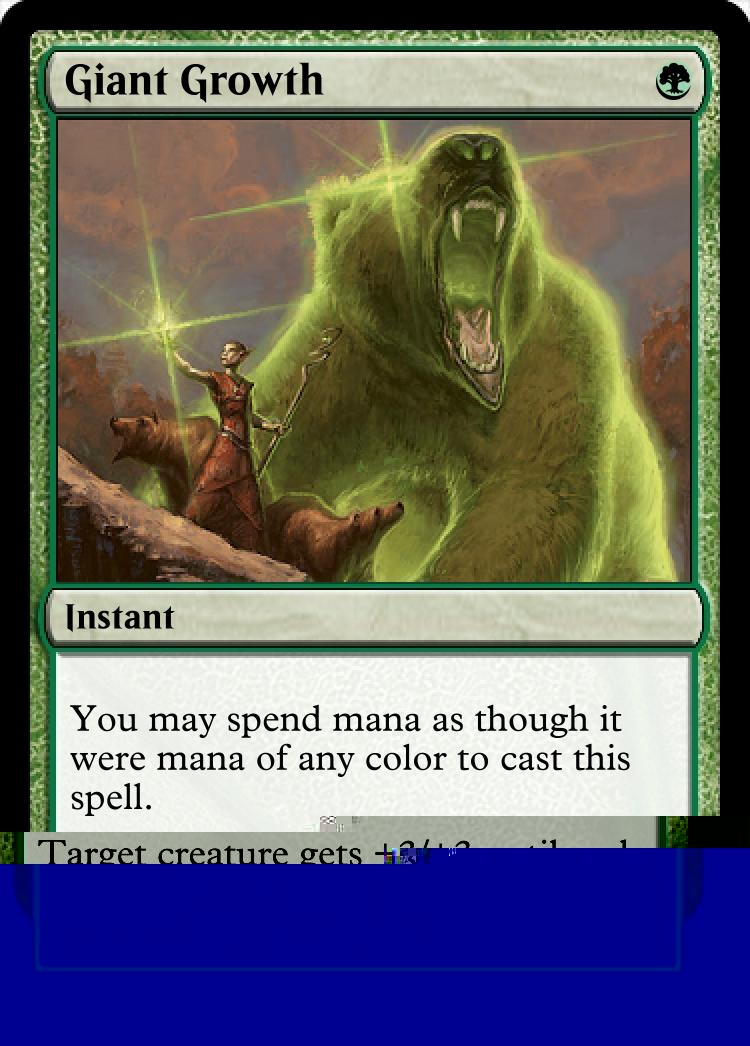 Giant Growth
Instant
You may spend mana as though it
were mana of any color to cast this
spell.
Target creature gets